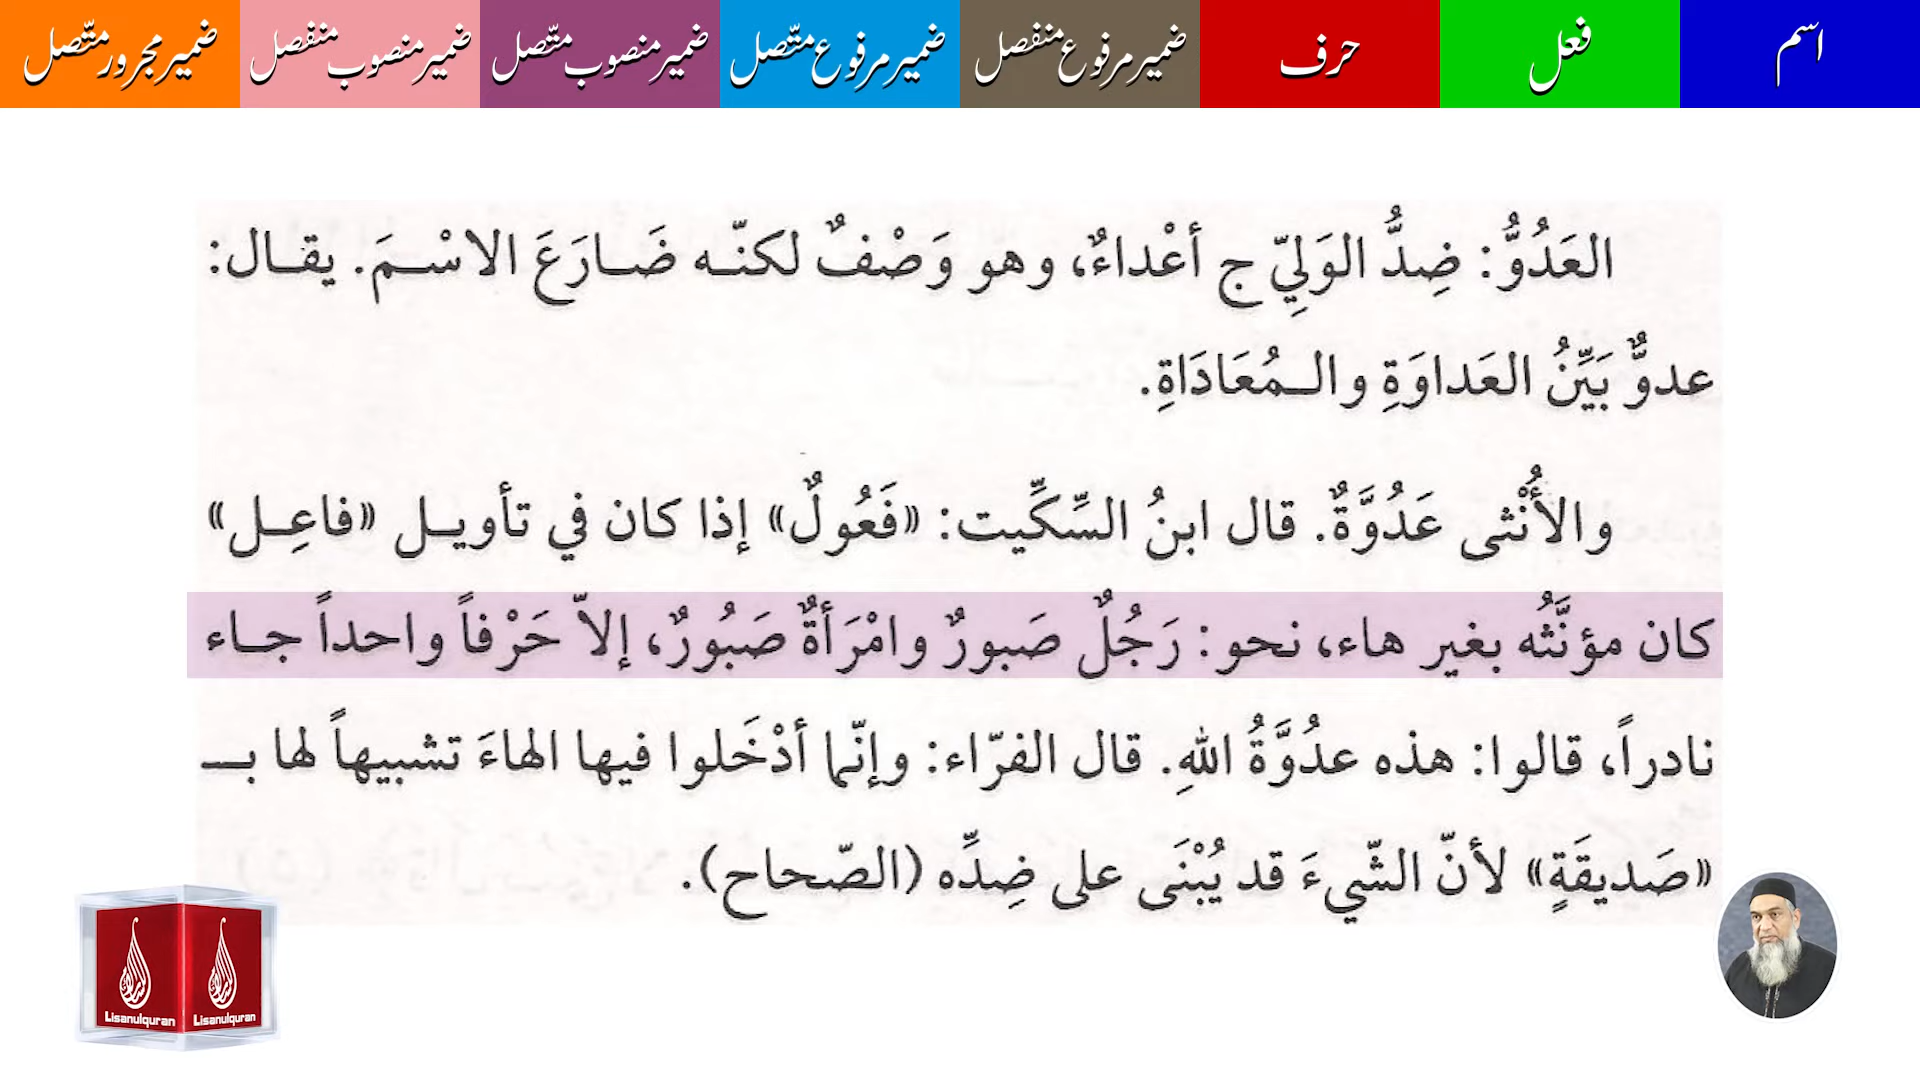 اسم
فعل
حرف
ضمیر مرفوع منفصل
ضمیر مرفوع متّصل
ضمیر منصوب متّصل
ضمیر منصوب منفصل
ضمیر مجرور متّصل
العَدُوُّ: ضِدُّ الوَلِيّ ج أعْداءٌ، وهو وَصْفٌ لكنّه ضَارَعَ الاسْمَ. يقال:
عدوٌّ بَيِّنُ العَداوَةِ والمُعَادَاةِ.
والأُنْثى عَدُوَّةٌ. قال ابنُ السِّكِّيت: «فَعُولٌ» إذا كان في تأويل «فاعِل»
كان مؤنَّثُه بغير هاء، نحو: رَجُلٌ صَبورٌ وامْرَأةٌ صَبُورٌ، إلاّ حَرْفاً واحداً جاء
نادراً، قالوا: هذه عدُوَّةُ اللهِ. قال الفرّاء: وإنّما أدْخَلوا فيها الهاءَ تشبيهاً لها بـ
«صَديقَةٍ» لأنّ الشّيءَ قد يُبْنَى على ضِدِّه (الصّحاح).
Lisanulquran
Lisanulquran